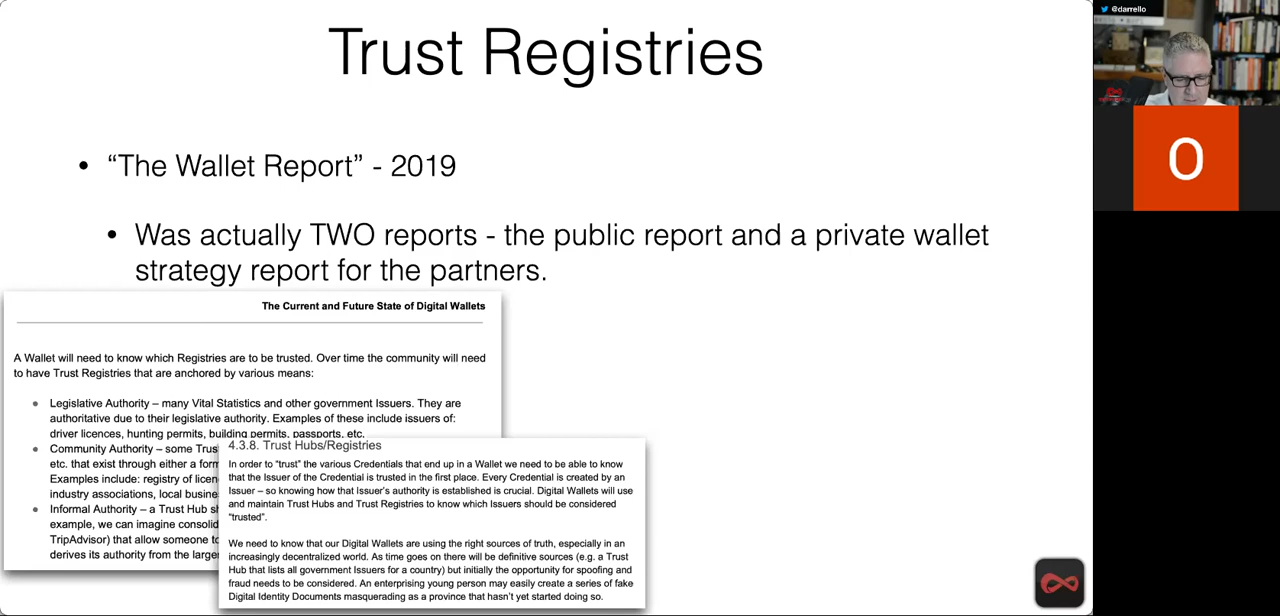 Trust Registries
• “The Wallet Report” - 2019
• Was actually TWO reports - the public report and a private wallet
strategy report for the partners.
The Current and Future State of Digital Wallets
A Wallet will need to know which Registries are to be trusted. Over time the community will need
to have Trust Registries that are anchored by various means:
• Legislative Authority – many Vital Statistics and other government Issuers. They are
authoritative due to their legislative authority. Examples of these include issuers of:
driver licences, hunting permits, building permits, passports, etc.
• Community Authority – some
etc. that exist through either a
Examples include: registry of
industry associations, local
• Informal Authority – a Trust Hub
example, we can imagine
TripAdvisor) that allow someone to
derives its authority from the
4.3.8. Trust Hubs/Registries
In order to “trust” the various Credentials that end up in a Wallet we need to be able to know
that the Issuer of the Credential is trusted in the first place. Every Credential is created by an
Issuer – so knowing how that Issuer’s authority is established is crucial. Digital Wallets will use
and maintain Trust Hubs and Trust Registries to know which Issuers should be considered
“trusted”.
We need to know that our Digital Wallets are using the right sources of truth, especially in an
increasingly decentralized world. As time goes on there will be definitive sources (e.g. a Trust
Hub that lists all government Issuers for a country) but initially the opportunity for spoofing and
fraud needs to be considered. An enterprising young person may easily create a series of fake
Digital Identity Documents masquerading as a province that hasn’t yet started doing so.
@darrello
O